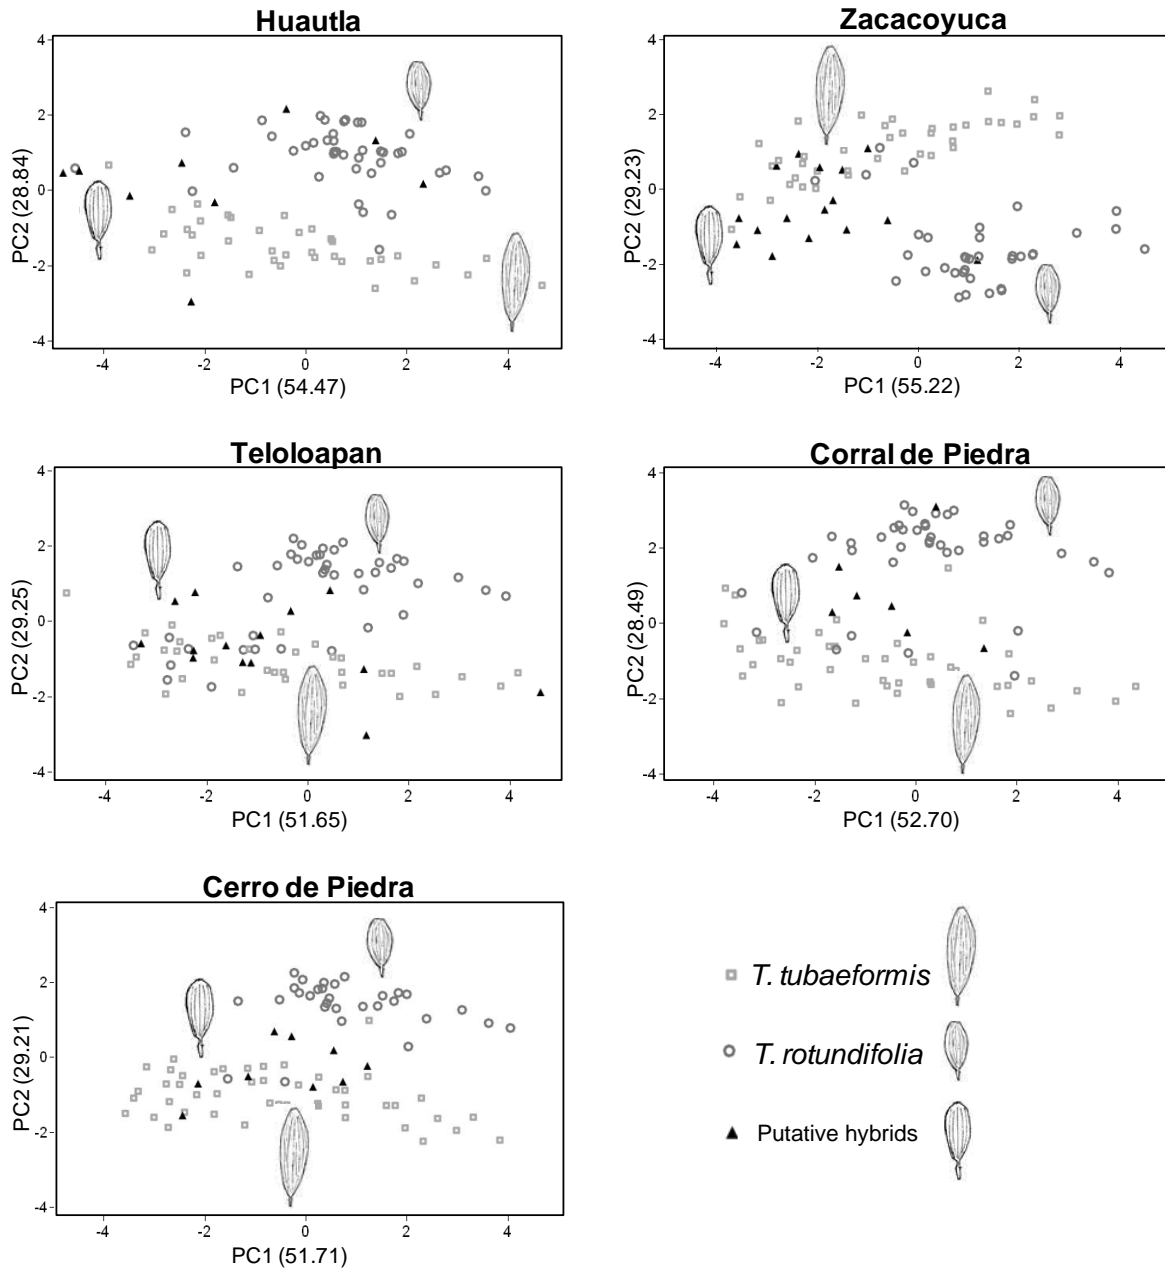 Huautla
4
2
0
-2
-4
PC2 (28.84)
-4 -2 0 2 4
PC1 (54.47)
Zacacoyuca
4
2
0
-2
-4
PC2 (29.23)
-4 -2 0 2 4
PC1 (55.22)
Teloloapan
4
2
0
-2
-4
PC2 (29.25)
-4 -2 0 2 4
PC1 (51.65)
Corral de Piedra
4
2
0
-2
-4
PC2 (28.49)
-4 -2 0 2 4
PC1 (52.70)
Cerro de Piedra
4
2
0
-2
-4
PC2 (29.21)
-4 -2 0 2 4
PC1 (51.71)
T. tubaeformis
T. rotundifolia
Putative hybrids